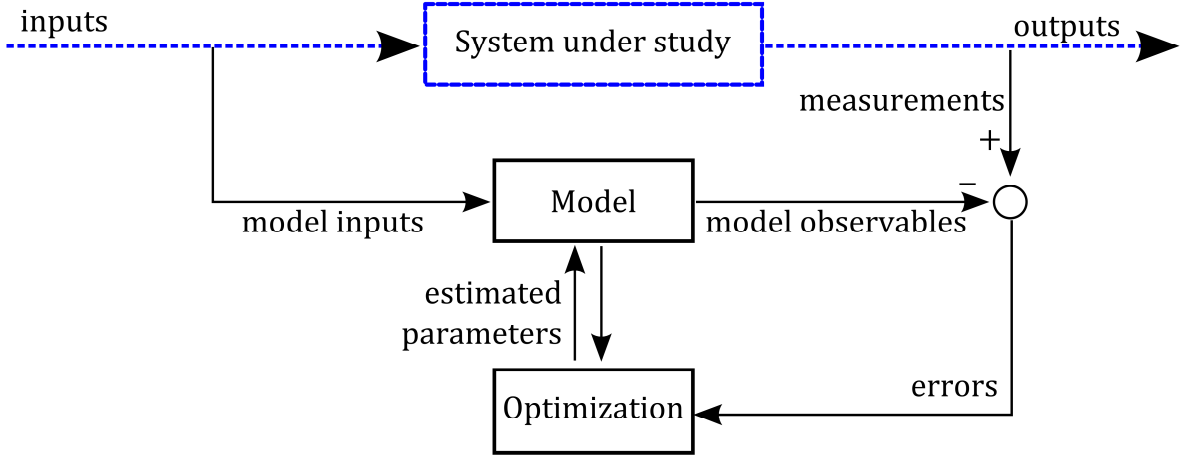 inputs
System under study
outputs
measurements
+
Model
−
model inputs
model observables
estimated
parameters
errors
Optimization